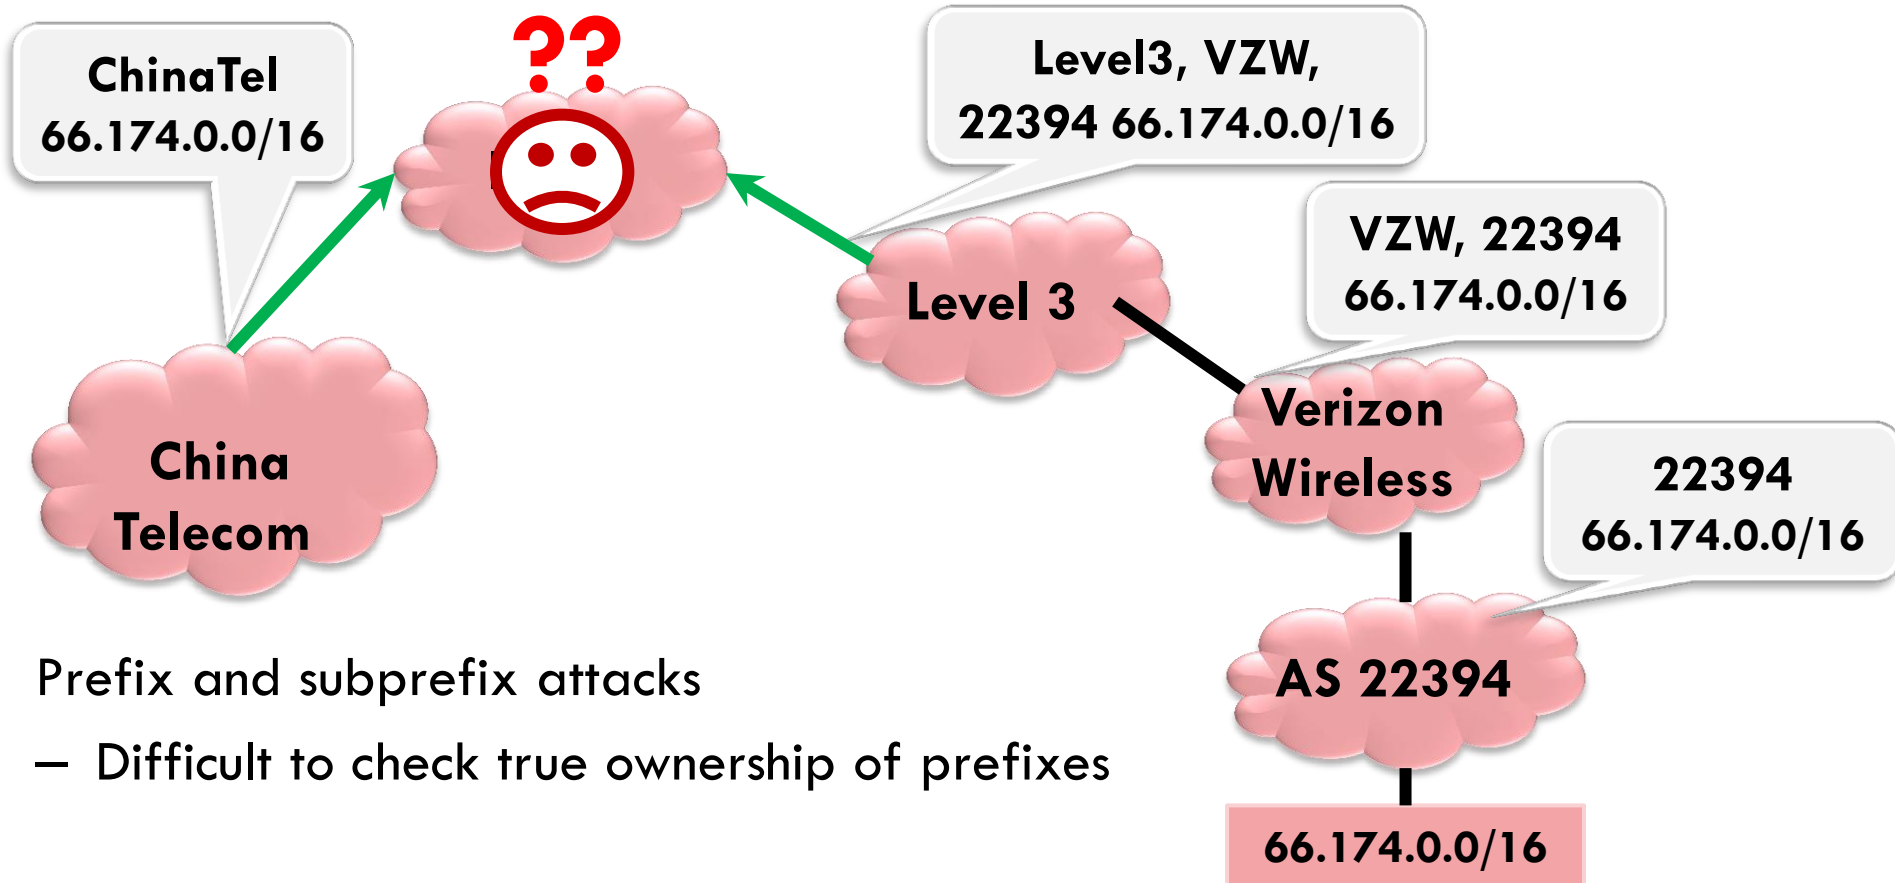 ChinaTel
66.174.0.0/16
??
Level3, VZW,
22394 66.174.0.0/16
VZW, 22394
66.174.0.0/16
Level 3
Verizon
Wireless
China
Telecom
22394
66.174.0.0/16
AS 22394
Prefix and subprefix attacks
– Difficult to check true ownership of prefixes
66.174.0.0/16